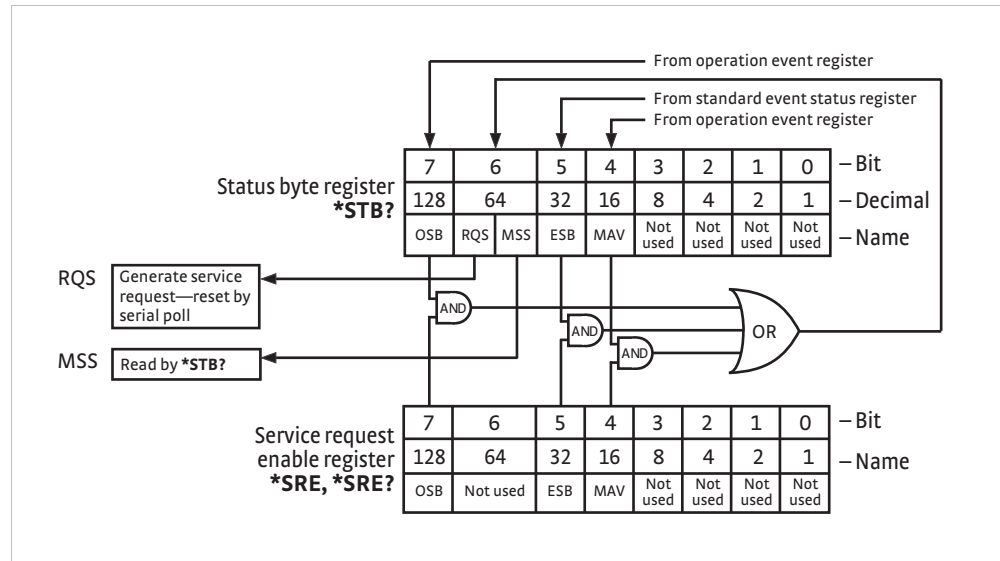 From operation event register
From standard event status register
From operation event register
7 6 5 4 3 2 1 0 – Bit
Status byte register
*STB?
128 64 32 16 8 4 2 1 – Decimal
OSB RQS MSS ESB MAV Not used Not used Not used Not used – Name
RQS
Generate service
request—reset by
serial poll
AND
AND
AND
OR
MSS
Read by *STB?
7 6 5 4 3 2 1 0 – Bit
Service request
enable register
*SRE, *SRE?
128 64 32 16 8 4 2 1 – Name
OSB Not used ESB MAV Not used Not used Not used Not used